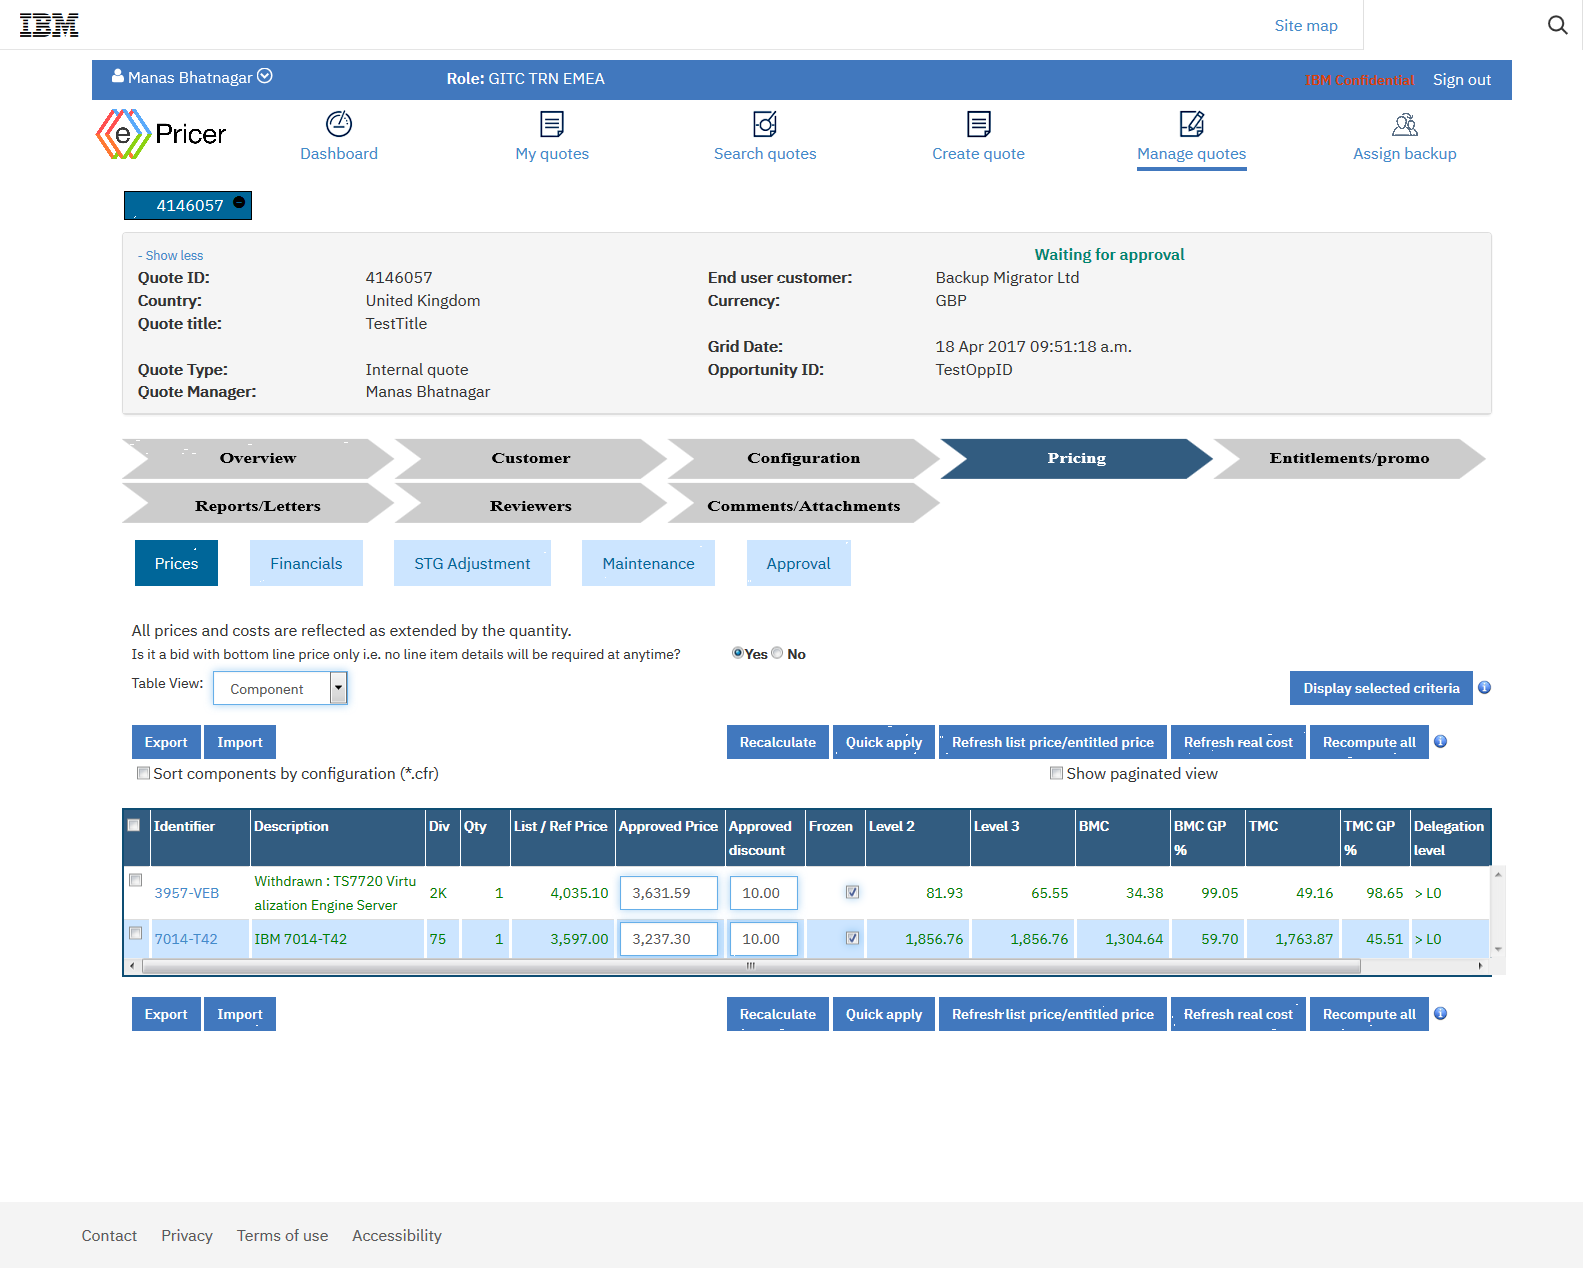 IBM
Site map
Manas Bhatnagar
Role: GITC TRN EMEA
IBM Confidential
Sign out
e Pricer
Dashboard
My quotes
Search quotes
Create quote
Manage quotes
Assign backup
4146057
- Show less
Waiting for approval
Quote ID: 4146057
End user customer: Backup Migrator Ltd
Country: United Kingdom
Currency: GBP
Quote title: TestTitle
Grid Date: 18 Apr 2017 09:51:18 a.m.
Quote Type: Internal quote
Opportunity ID: TestOppID
Quote Manager: Manas Bhatnagar
Overview
Customer
Configuration
Pricing
Entitlements/promo
Reports/Letters
Reviewers
Comments/Attachments
Prices
Financials
STG Adjustment
Maintenance
Approval
All prices and costs are reflected as extended by the quantity.
Is it a bid with bottom line price only i.e. no line item details will be required at anytime? Yes No
Table View: Component
Display selected criteria
Export
Import
Recalculate
Quick apply
Refresh list price/entitled price
Refresh real cost
Recompute all
Sort components by configuration (*.cfr)
Show paginated view
Identifier Description Div Qty List / Ref Price Approved Price Approved discount Frozen Level 2 Level 3 BMC BMC GP % TMC TMC GP % Delegation level
3957-VEB Withdrawn : TS7720 Virtu alization Engine Server 2K 1 4,035.10 3,631.59 10.00 81.93 65.55 34.38 99.05 49.16 98.65 > L0
7014-T42 IBM 7014-T42 75 1 3,597.00 3,237.30 10.00 1,856.76 1,856.76 1,304.64 59.70 1,763.87 45.51 > L0
Export
Import
Recalculate
Quick apply
Refresh list price/entitled price
Refresh real cost
Recompute all
Contact
Privacy
Terms of use
Accessibility